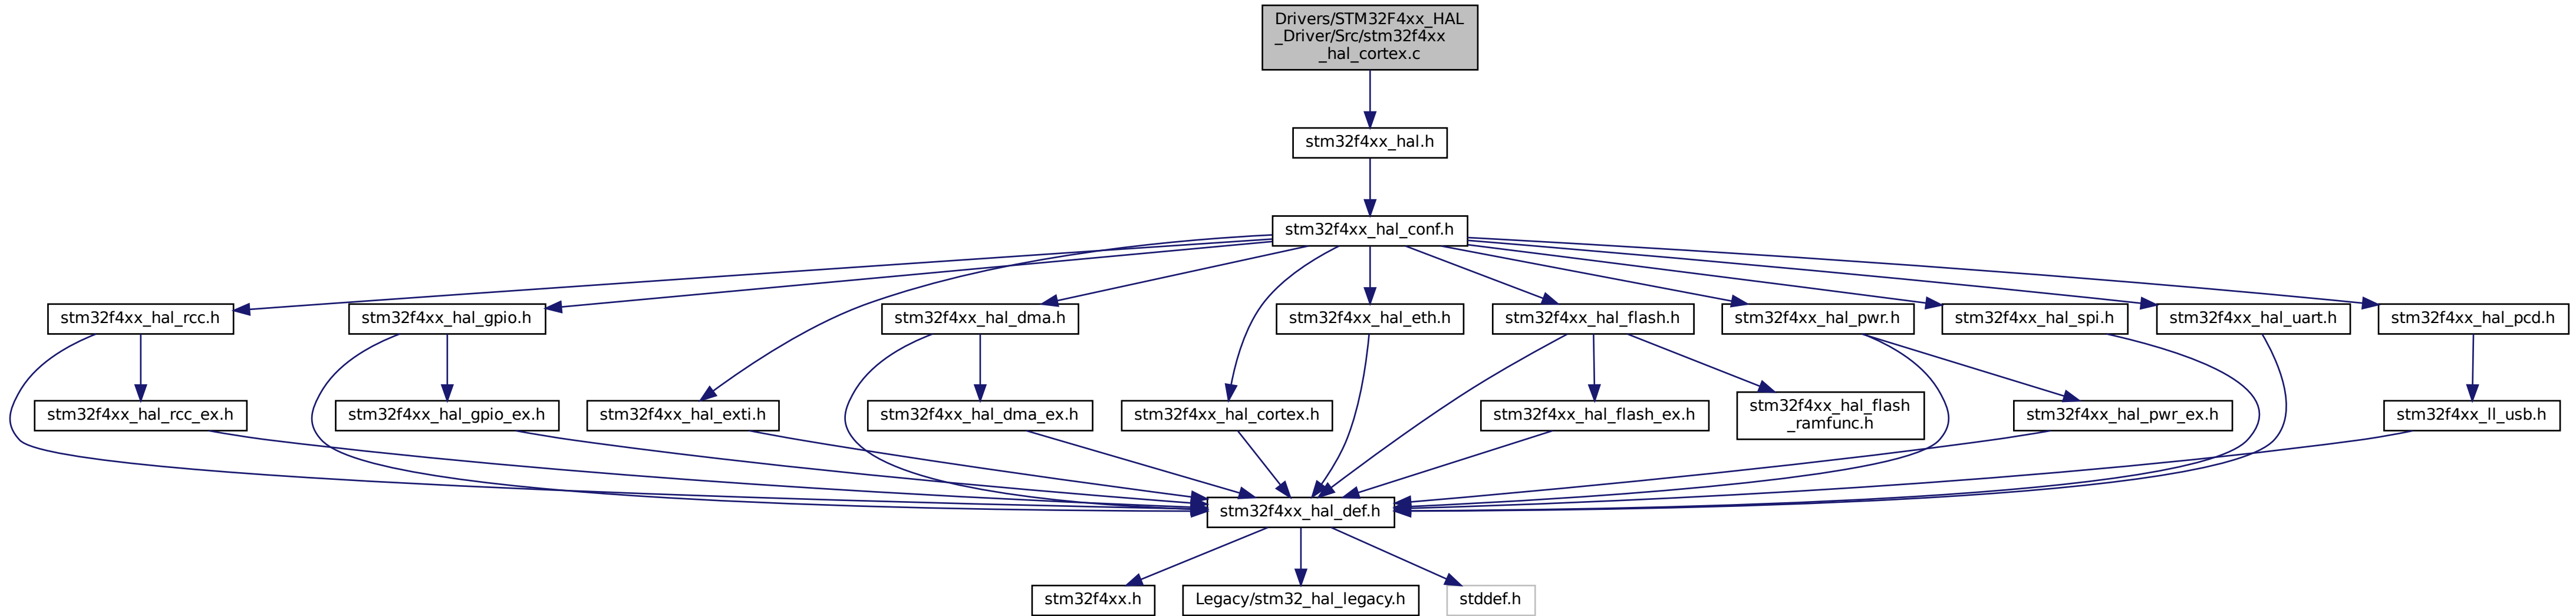 Drivers/STM32F4xx_HAL
_Driver/Src/stm32f4xx
_hal_cortex.c
stm32f4xx_hal.h
stm32f4xx_hal_conf.h
stm32f4xx_hal_rcc.h
stm32f4xx_hal_gpio.h
stm32f4xx_hal_dma.h
stm32f4xx_hal_eth.h
stm32f4xx_hal_flash.h
stm32f4xx_hal_pwr.h
stm32f4xx_hal_spi.h
stm32f4xx_hal_uart.h
stm32f4xx_hal_pcd.h
stm32f4xx_hal_rcc_ex.h
stm32f4xx_hal_gpio_ex.h
stm32f4xx_hal_exti.h
stm32f4xx_hal_dma_ex.h
stm32f4xx_hal_cortex.h
stm32f4xx_hal_flash_ex.h
stm32f4xx_hal_flash
_ramfunc.h
stm32f4xx_hal_pwr_ex.h
stm32f4xx_ll_usb.h
stm32f4xx_hal_def.h
stm32f4xx.h
Legacy/stm32_hal_legacy.h
stddef.h